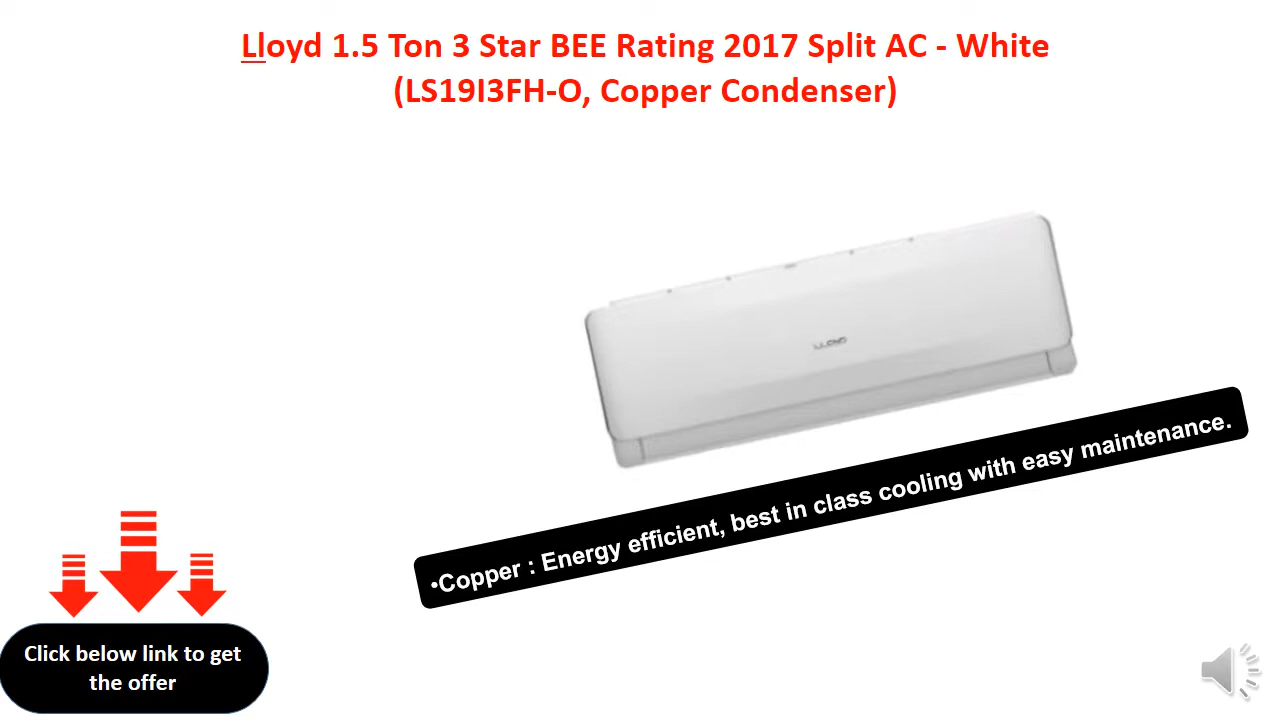 Lloyd 1.5 Ton 3 Star BEE Rating 2017 Split AC - White
(LS19I3FH-O, Copper Condenser)
LLOYD
•Copper : Energy efficient, best in class cooling with easy maintenance.
Click below link to get
the offer